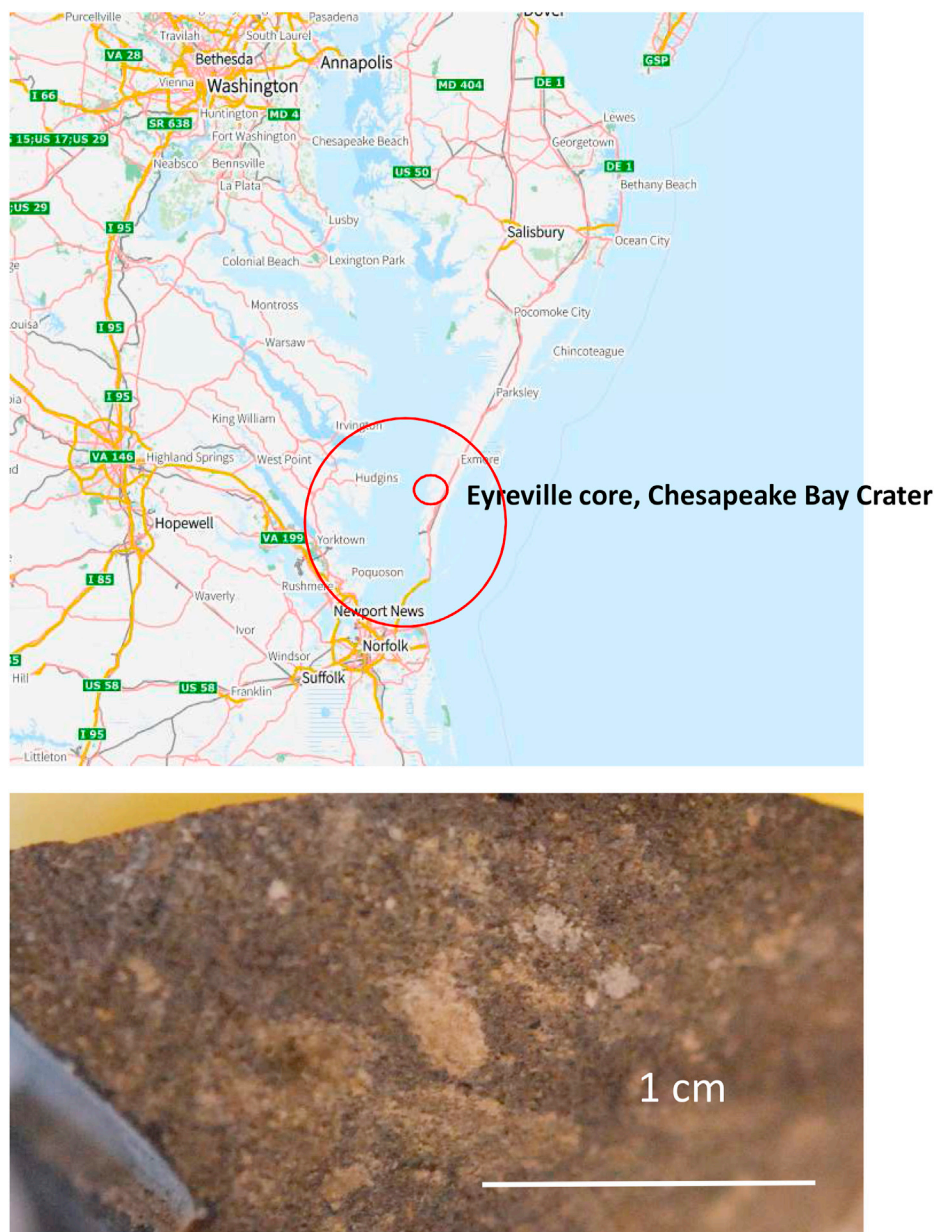 Purcellville
Pasadena
Dover
Travilah
South Laurel
VA 28
Bethesda
Annapolis
GSP
Vienna
Washington
MD 404
DE 1
I 66
Huntington
MD 4
SR 638
Lewes
15;US 17;US 29
Fort Washington
Chesapeake Beach
Georgetown
Neabsco
Bennsville
DE 1
La Plata
US 50
Bethany Beach
;US 29
Lusby
I 95
Salisbury
Ocean City
Colonial Beach
Lexington Park
Montross
Pocomoke City
ouisa
I 95
Warsaw
Chincoteague
I 95
Parksley
King William
Irvington
VA 146
Highland Springs
West Point
Exmore
Hudgins
Eyreville core, Chesapeake Bay Crater
Hopewell
VA 199
Yorktown
I 85
Poquoson
Rushmere
Waverly
Newport News
Ivor
Norfolk
Windsor
Hill
Suffolk
US 58
US 58
Franklin
I 95
Littleton
1 cm